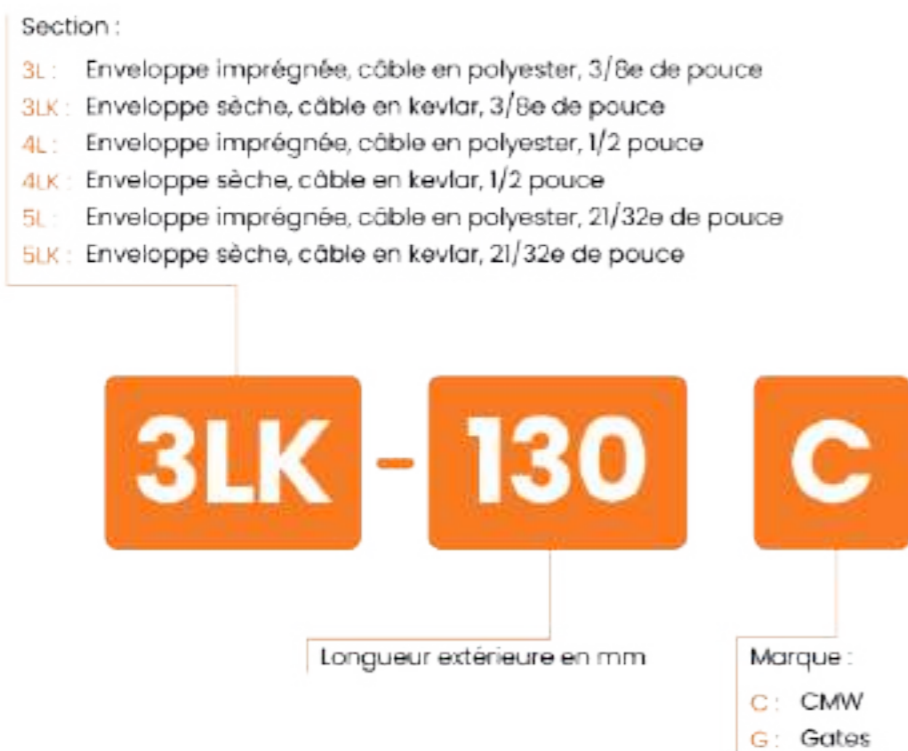 Section :
3L : Enveloppe imprégnée, câble en polyester, 3/8e de pouce
3LK : Enveloppe sèche, câble en kevlar, 3/8e de pouce
4L : Enveloppe imprégnée, câble en polyester, 1/2 pouce
4LK : Enveloppe sèche, câble en kevlar, 1/2 pouce
5L : Enveloppe imprégnée, câble en polyester, 21/32e de pouce
5LK : Enveloppe sèche, câble en kevlar, 21/32e de pouce
3LK - 130 C
Longueur extérieure en mm
Marque :
C : CMW
G : Gates